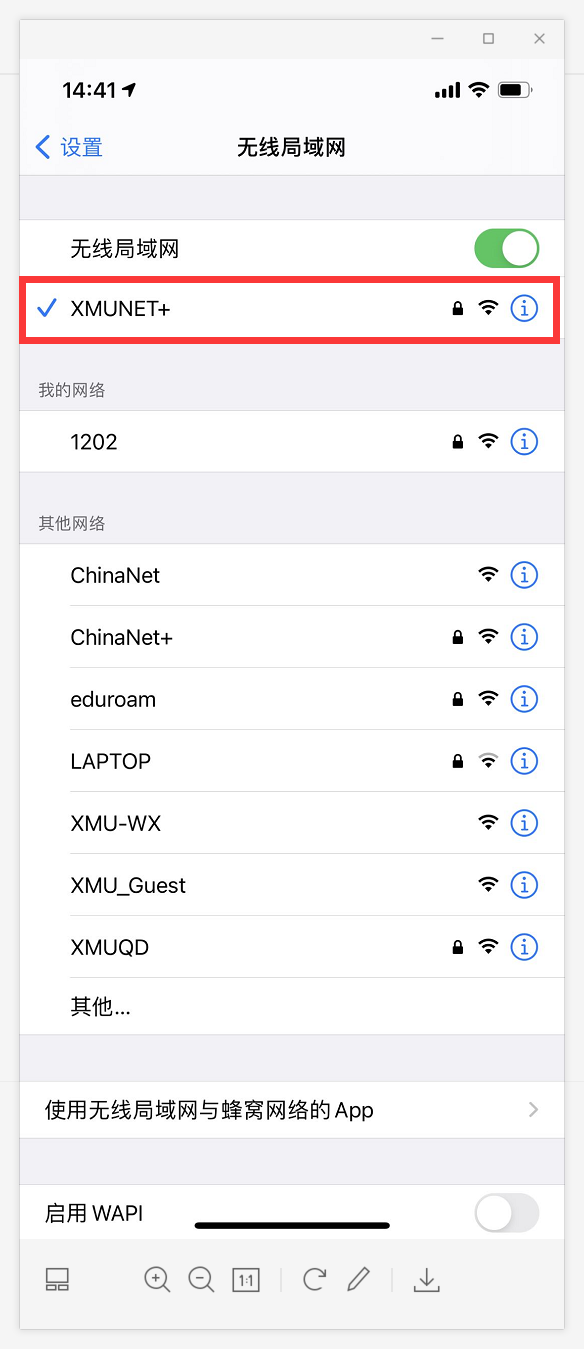 14:41
设置
无线局域网
无线局域网
XMUNET+
我的网络
1202
其他网络
ChinaNet
ChinaNet+
eduroam
LAPTOP
XMU-WX
XMU_Guest
XMUQD
其他...
使用无线局域网与蜂窝网络的App
启用 WAPI
1:1